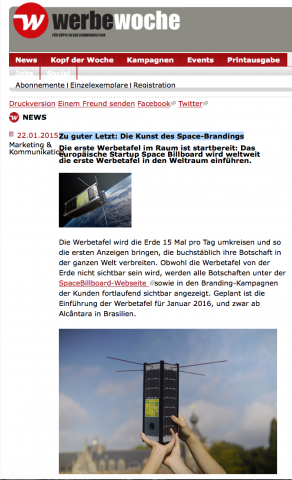 werbewoche
FÜR KÖPFE IN DER KOMMUNIKATION
News Kopf der Woche Kampagnen Events Printausgabe
Jobs Social
Abonnemente I Einzelexemplare I Registration
Druckversion Einem Freund senden Facebook Twitter
NEWS
22.01.2015
Marketing &
Kommunikation
Zu guter Letzt: Die Kunst des Space-Brandings
Die erste Werbetafel im Raum ist startbereit: Das
europäische Startup Space Billboard wird weltweit
die erste Werbetafel in den Weltraum einführen.
Die Werbetafel wird die Erde 15 Mal pro Tag umkreisen und so
die ersten Anzeigen bringen, die buchstäblich ihre Botschaft in
der ganzen Welt verbreiten. Obwohl die Werbetafel von der
Erde nicht sichtbar sein wird, werden alle Botschaften unter der
SpaceBillboard-Webseite sowie in den Branding-Kampagnen
der Kunden fortlaufend sichtbar angezeigt. Geplant ist die
Einführung der Werbetafel für Januar 2016, und zwar ab
Alcântara in Brasilien.